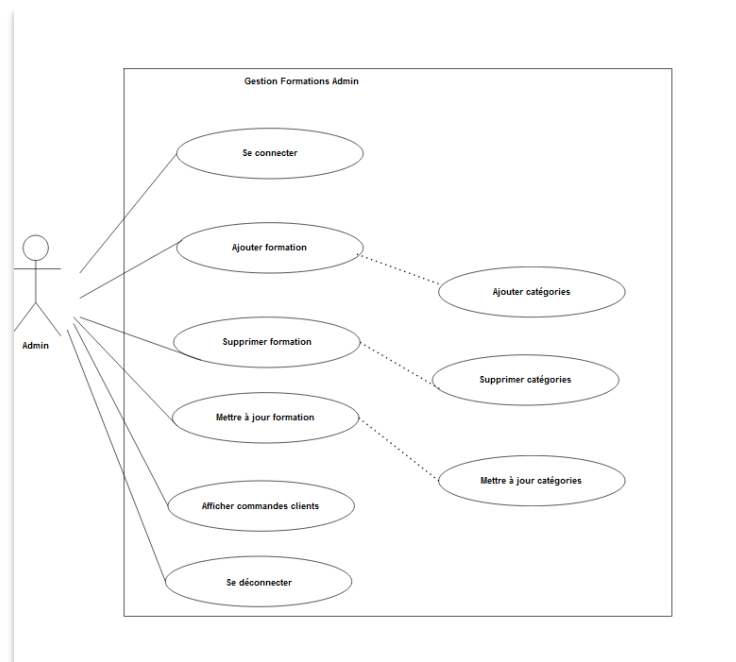 Gestion Formations Admin
Se connecter
Ajouter formation
Ajouter catégories
Supprimer formation
Admin
Supprimer catégories
Mettre à jour formation
Mettre à jour catégories
Afficher commandes clients
Se déconnecter